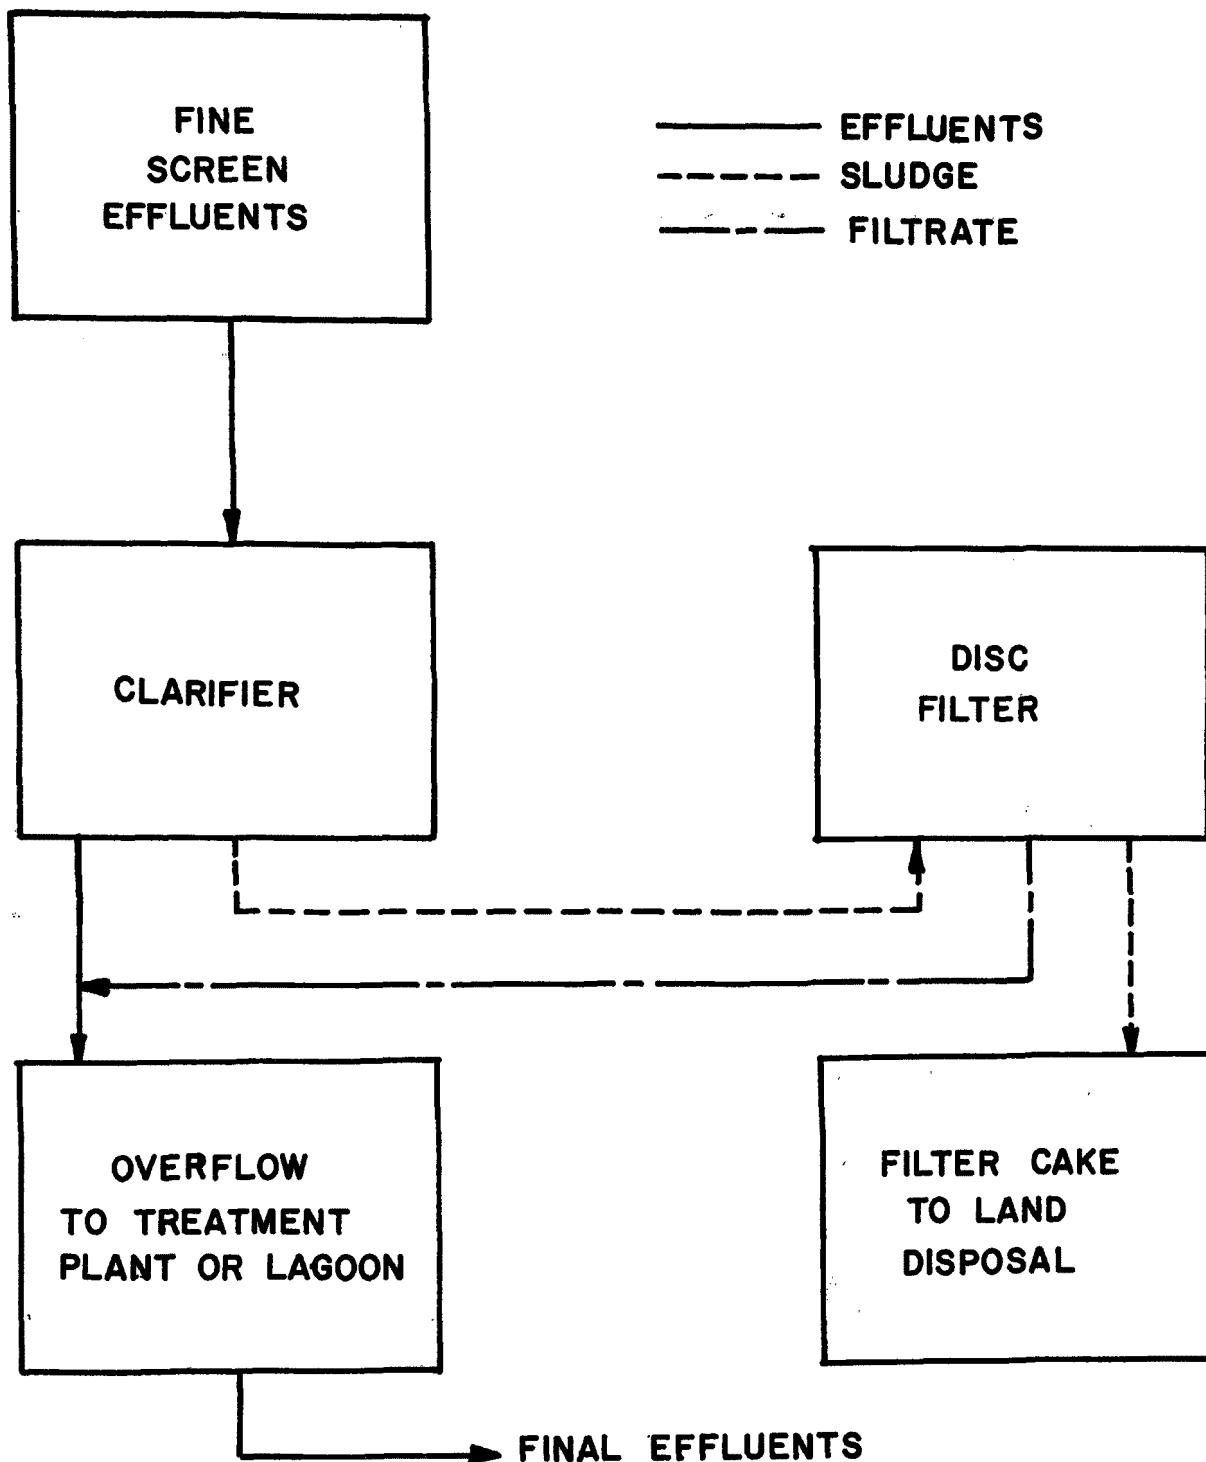 FINE
SCREEN
EFFLUENTS
EFFLUENTS
SLUDGE
FILTRATE
CLARIFIER
DISC
FILTER
OVERFLOW
TO TREATMENT
PLANT OR LAGOON
FILTER CAKE
TO LAND
DISPOSAL
FINAL EFFLUENTS